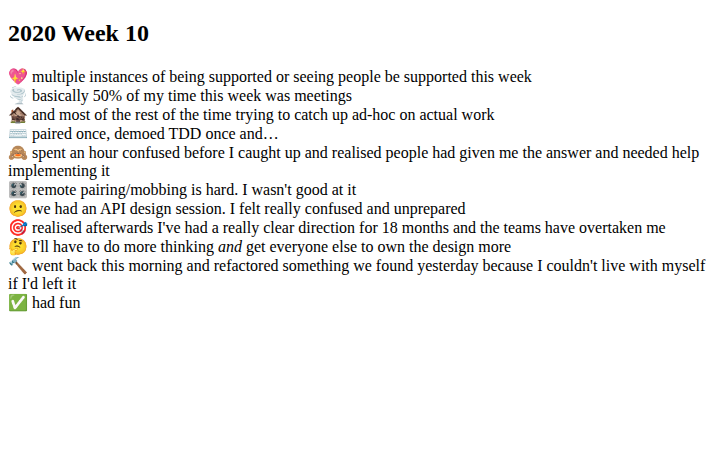 2020 Week 10
💖 multiple instances of being supported or seeing people be supported this week
🌪️ basically 50% of my time this week was meetings
🏚️ and most of the rest of the time trying to catch up ad-hoc on actual work
⌨️ paired once, demoed TDD once and…
🙈 spent an hour confused before I caught up and realised people had given me the answer and needed help
implementing it
🎛️ remote pairing/mobbing is hard. I wasn't good at it
😕 we had an API design session. I felt really confused and unprepared
🎯 realised afterwards I've had a really clear direction for 18 months and the teams have overtaken me
🤔 I'll have to do more thinking and get everyone else to own the design more
🔨 went back this morning and refactored something we found yesterday because I couldn't live with myself
if I'd left it
✅ had fun